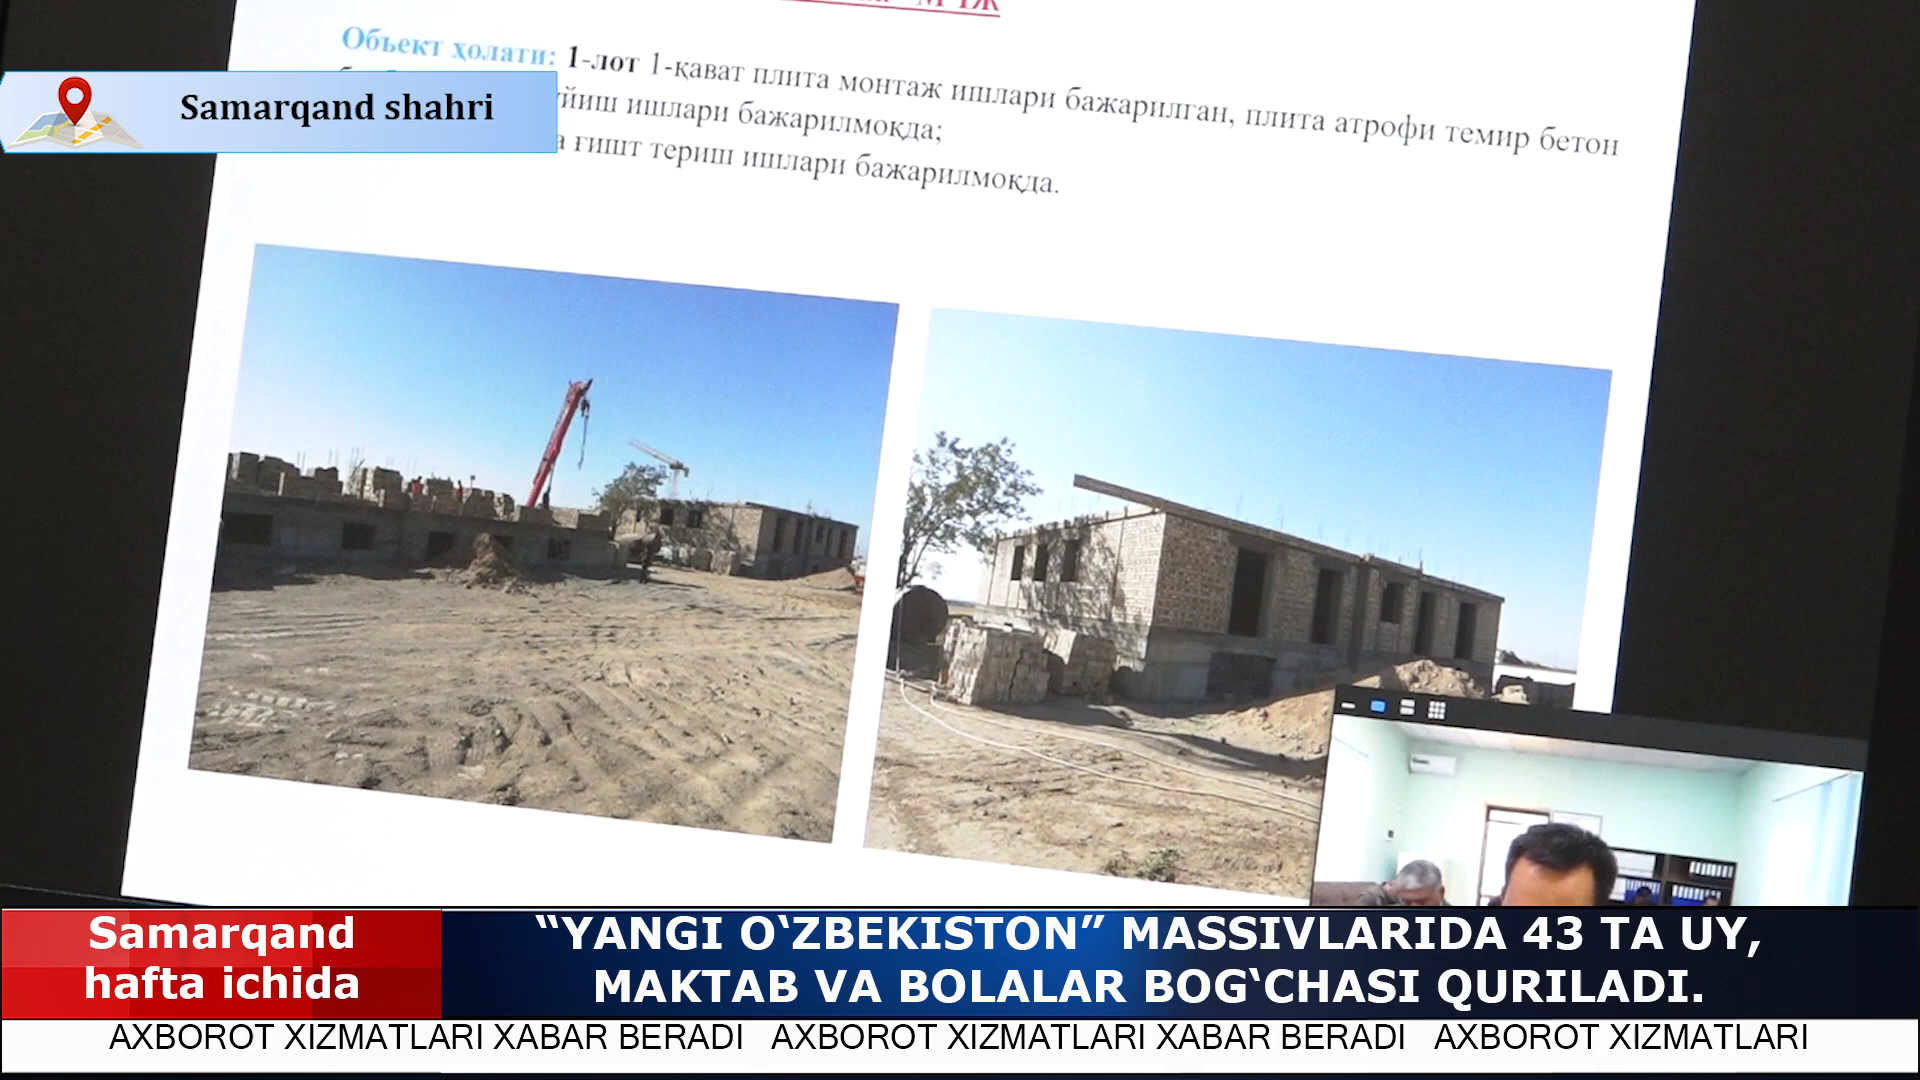 МЧЖ
Объект ҳолати: 1-лот 1-қават плита монтаж ишлари бажарилган, плита атрофи темир бетон
ишлари бажарилмоқда;
ғишт териш ишлари бажарилмоқда.
Samarqand shahri
Samarqand
hafta ichida
“YANGI O‘ZBEKISTON” MASSIVLARIDA 43 TA UY,
MAKTAB VA BOLALAR BOG‘CHASI QURILADI.
AXBOROT XIZMATLARI XABAR BERADI AXBOROT XIZMATLARI XABAR BERADI AXBOROT XIZMATLARI